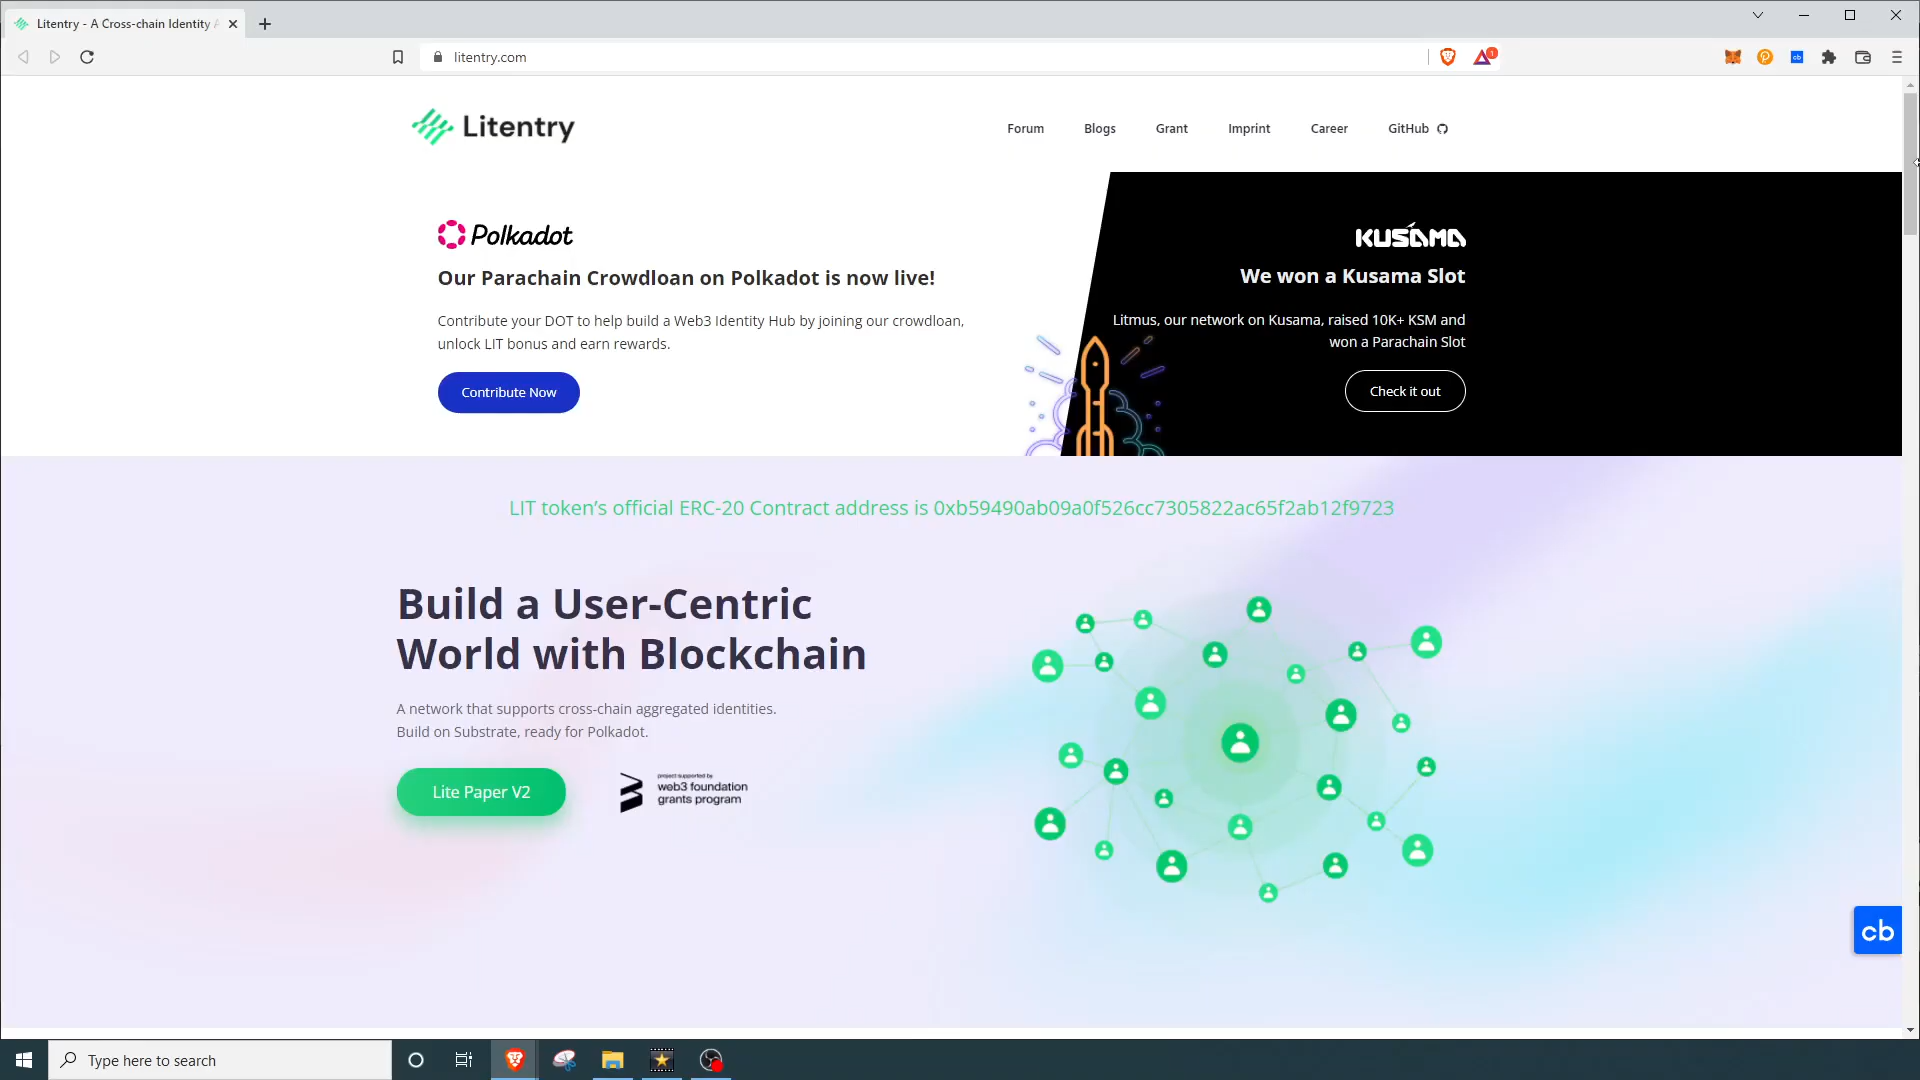 Litentry - A Cross-chain Identity A
litentry.com
1
cb
Litentry
Forum
Blogs
Grant
Imprint
Career
GitHub
Polkadot
Our Parachain Crowdloan on Polkadot is now live!
Contribute your DOT to help build a Web3 Identity Hub by joining our crowdloan,
unlock LIT bonus and earn rewards.
Contribute Now
KUSAMA
We won a Kusama Slot
Litmus, our network on Kusama, raised 10K+ KSM and
won a Parachain Slot
Check it out
LIT token’s official ERC-20 Contract address is 0xb59490ab09a0f526cc7305822ac65f2ab12f9723
Build a User-Centric
World with Blockchain
A network that supports cross-chain aggregated identities.
Build on Substrate, ready for Polkadot.
Lite Paper V2
project supported by
web3 foundation
grants program
cb
Type here to search